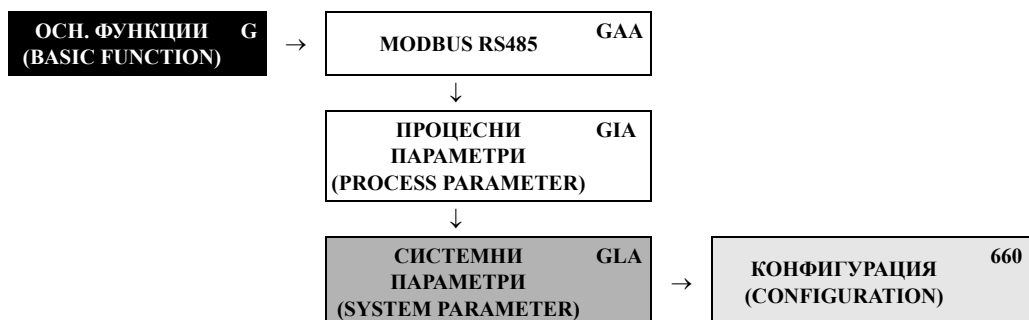 ОСН. ФУНКЦИИ G
(BASIC FUNCTION)
→
MODBUS RS485 GAA
↓
ПРОЦЕСНИ GIA
ПАРАМЕТРИ
(PROCESS PARAMETER)
↓
СИСТЕМНИ GLA
ПАРАМЕТРИ
(SYSTEM PARAMETER)
→
КОНФИГУРАЦИЯ 660
(CONFIGURATION)